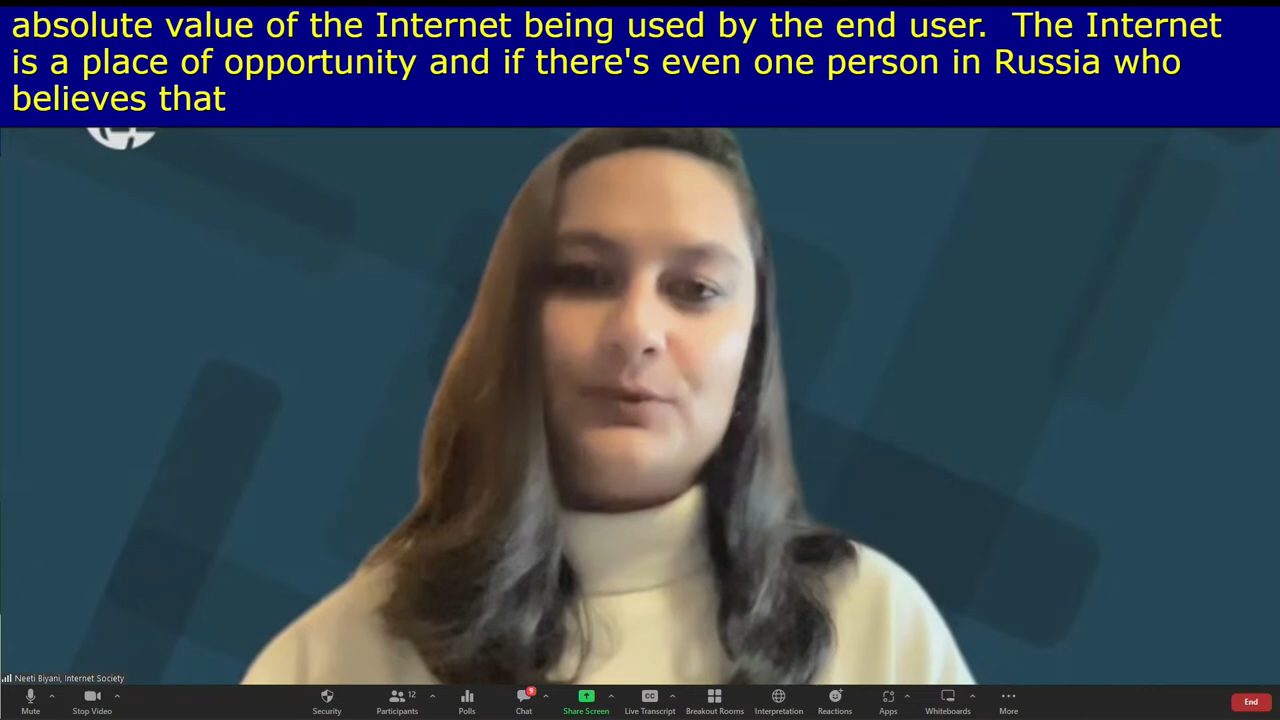 absolute value of the Internet being used by the end user.  The Internet
is a place of opportunity and if there's even one person in Russia who
believes that
Neeti Biyani, Internet Society
Mute
Stop Video
Security
12
Participants
Polls
9
Chat
Share Screen
CC
Live Transcript
Breakout Rooms
Interpretation
Reactions
Apps
Whiteboards
More
End